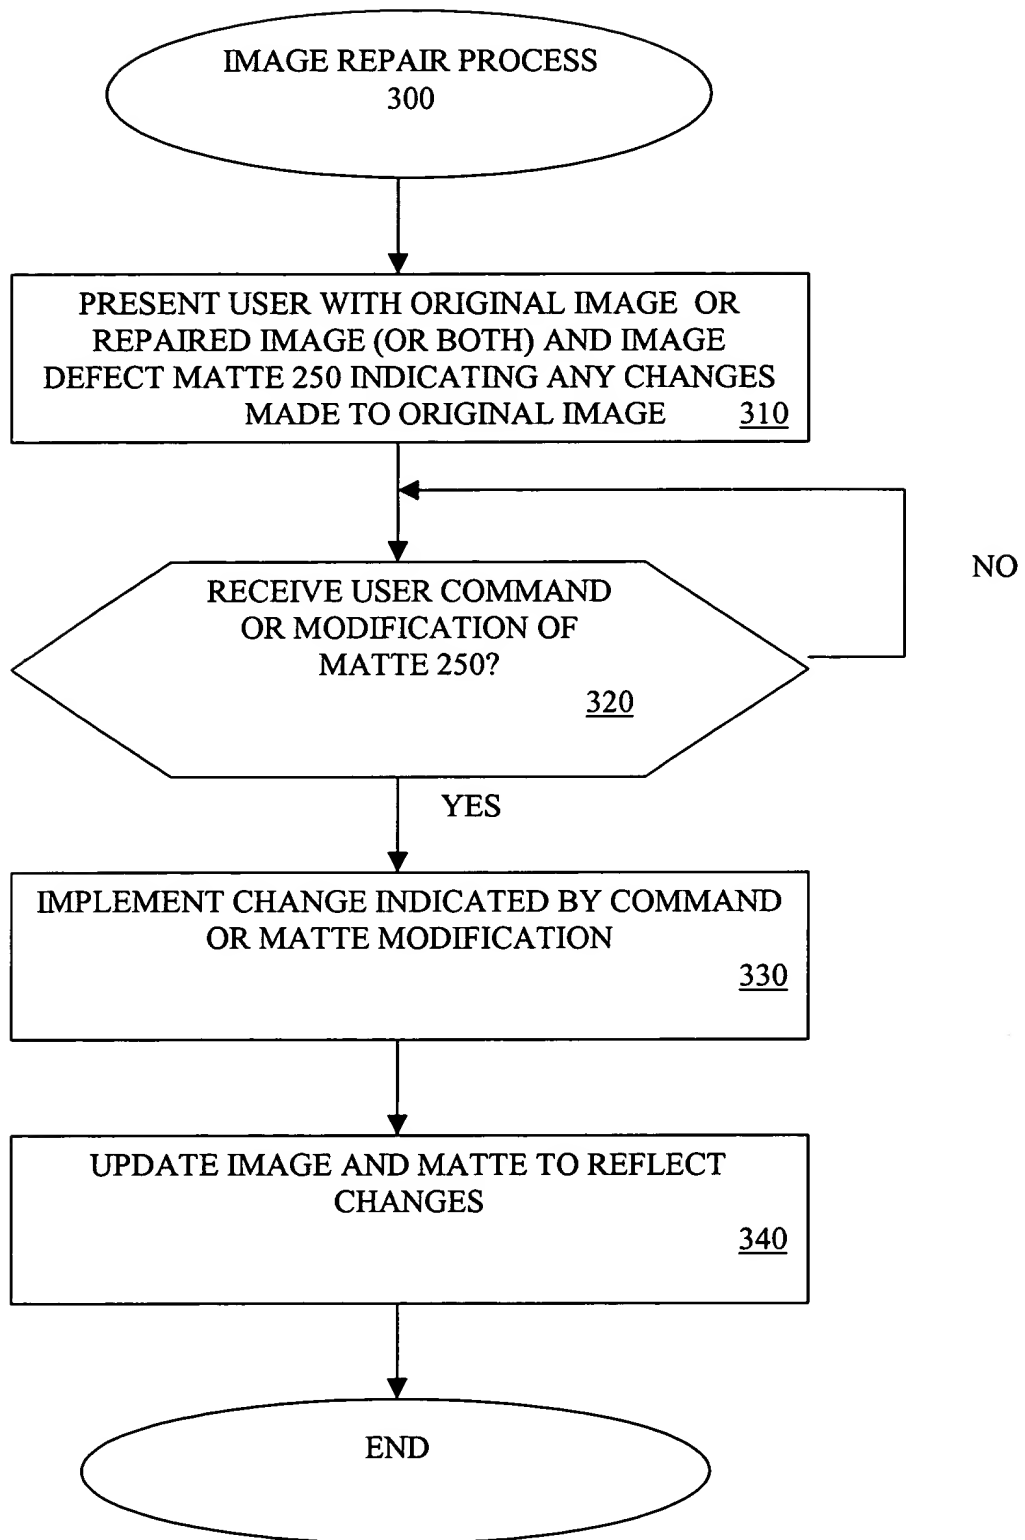 IMAGE REPAIR PROCESS
300
PRESENT USER WITH ORIGINAL IMAGE OR
REPAIRED IMAGE (OR BOTH) AND IMAGE
DEFECT MATTE 250 INDICATING ANY CHANGES
MADE TO ORIGINAL IMAGE 310
NO
RECEIVE USER COMMAND
OR MODIFICATION OF
MATTE 250?
320
YES
IMPLEMENT CHANGE INDICATED BY COMMAND
OR MATTE MODIFICATION
330
UPDATE IMAGE AND MATTE TO REFLECT
CHANGES
340
END